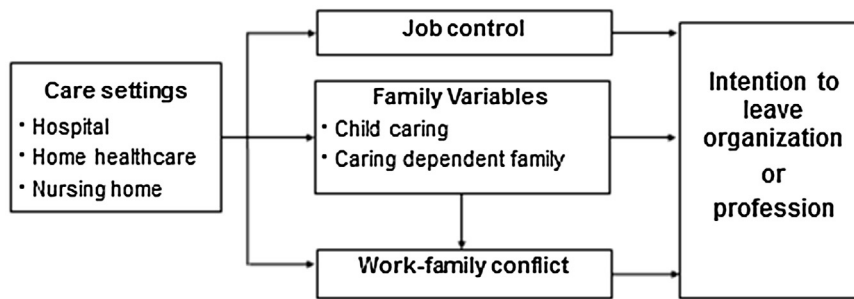 Care settings
· Hospital
· Home healthcare
· Nursing home
Job control
Family Variables
· Child caring
· Caring dependent family
Work-family conflict
Intention to
leave
organization
or
profession